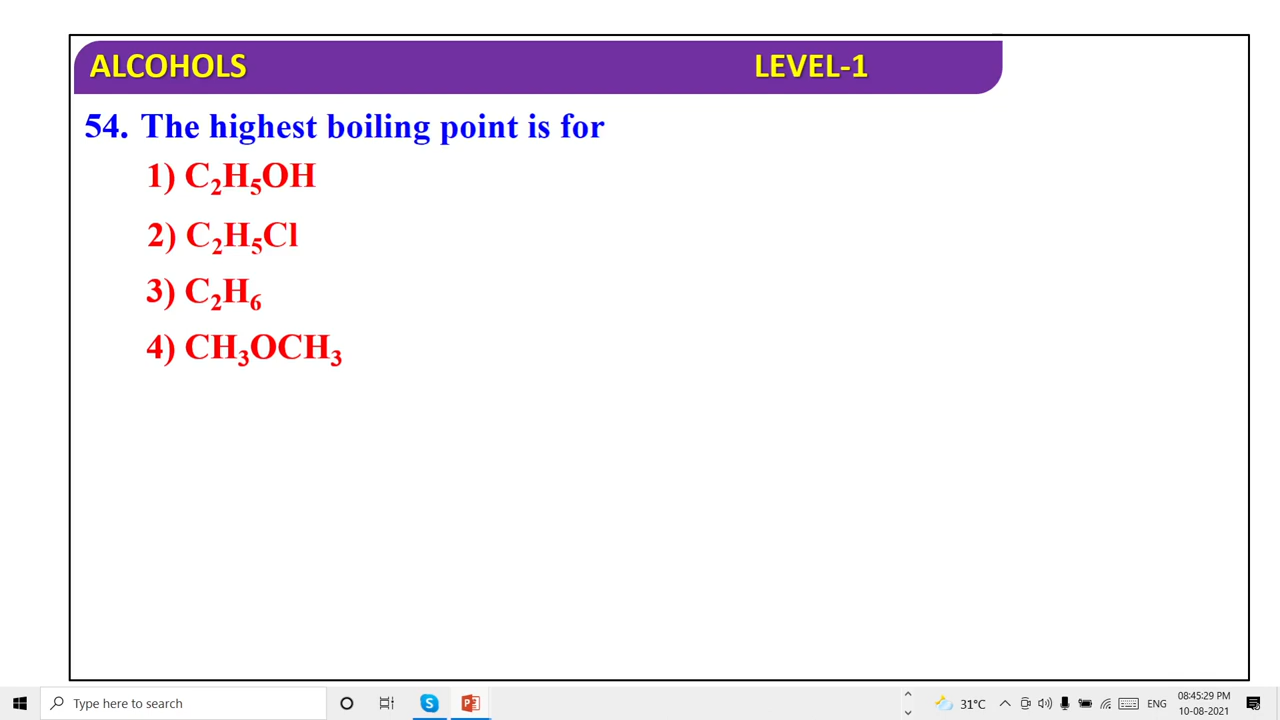 ALCOHOLS LEVEL-1
54. The highest boiling point is for
1) C₂H₅OH
2) C₂H₅Cl
3) C₂H₆
4) CH₃OCH₃
Type here to search
31°C ENG 08:45:29 PM
10-08-2021